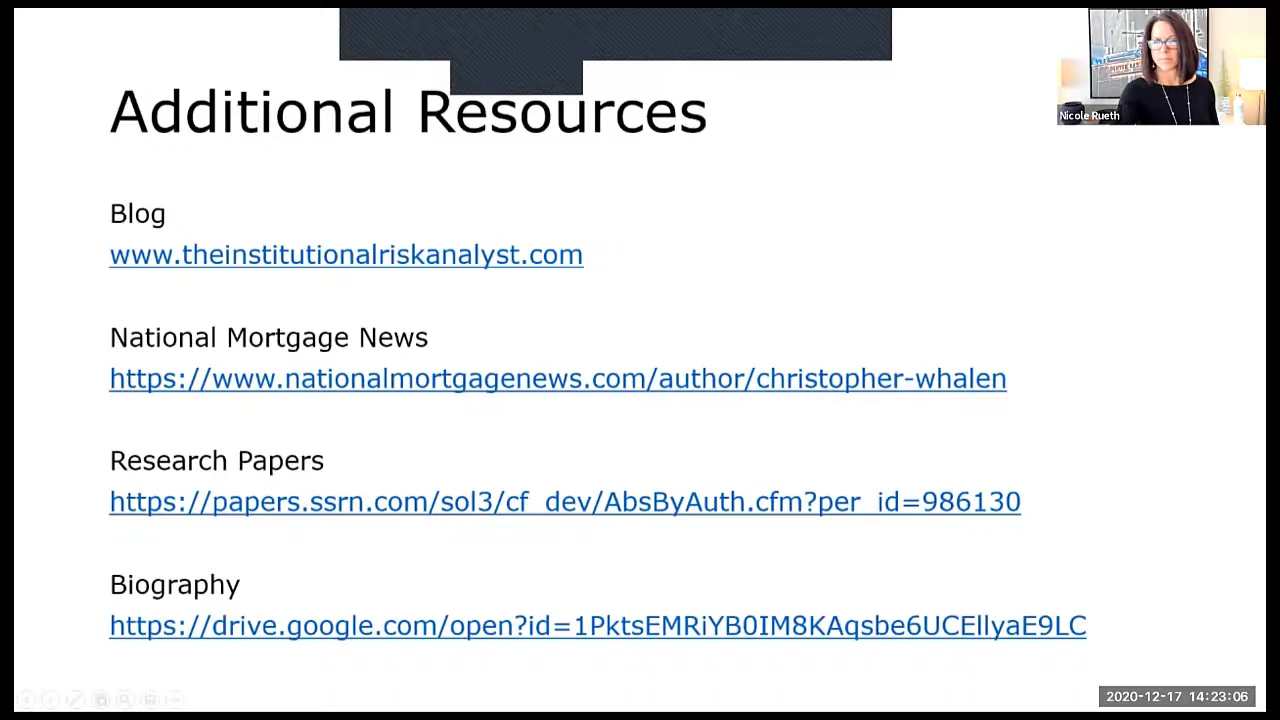 Additional Resources
Nicole Rueth
Blog
www.theinstitutionalriskanalyst.com
National Mortgage News
https://www.nationalmortgagenews.com/author/christopher-whalen
Research Papers
https://papers.ssrn.com/sol3/cf_dev/AbsByAuth.cfm?per_id=986130
Biography
https://drive.google.com/open?id=1PktsEMRiYB0IM8KAqsbe6UCEllyaE9LC
2020-12-17 14:23:06